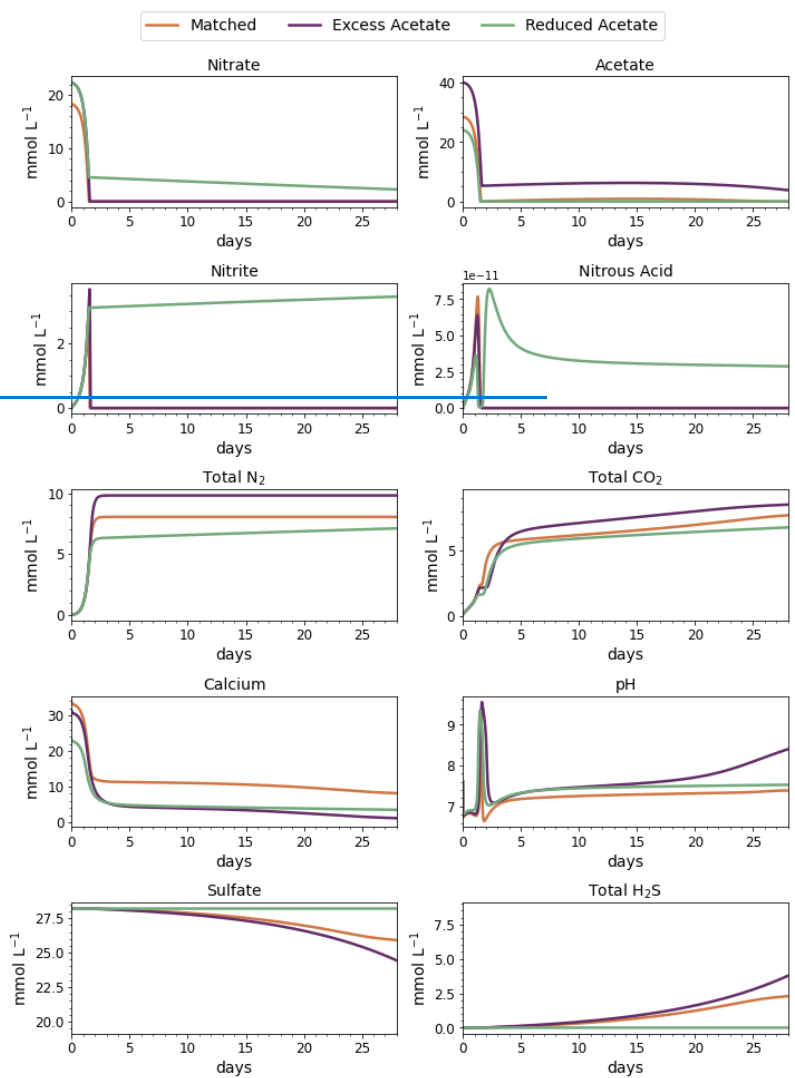 Matched Excess Acetate Reduced Acetate
Nitrate Acetate
mmol L⁻¹ 20 10 0 mmol L⁻¹ 40 20 0
0 5 10 15 20 25 0 5 10 15 20 25
days days
Nitrite Nitrous Acid
1e−11
mmol L⁻¹ 2 0 mmol L⁻¹ 7.5 5.0 2.5 0.0
0 5 10 15 20 25 0 5 10 15 20 25
days days
Total N₂ Total CO₂
mmol L⁻¹ 10 5 0 mmol L⁻¹ 5 0
0 5 10 15 20 25 0 5 10 15 20 25
days days
Calcium pH
mmol L⁻¹ 30 20 10 0 9 8 7
0 5 10 15 20 25 0 5 10 15 20 25
days days
Sulfate Total H₂S
mmol L⁻¹ 27.5 25.0 22.5 20.0 mmol L⁻¹ 7.5 5.0 2.5 0.0
0 5 10 15 20 25 0 5 10 15 20 25
days days